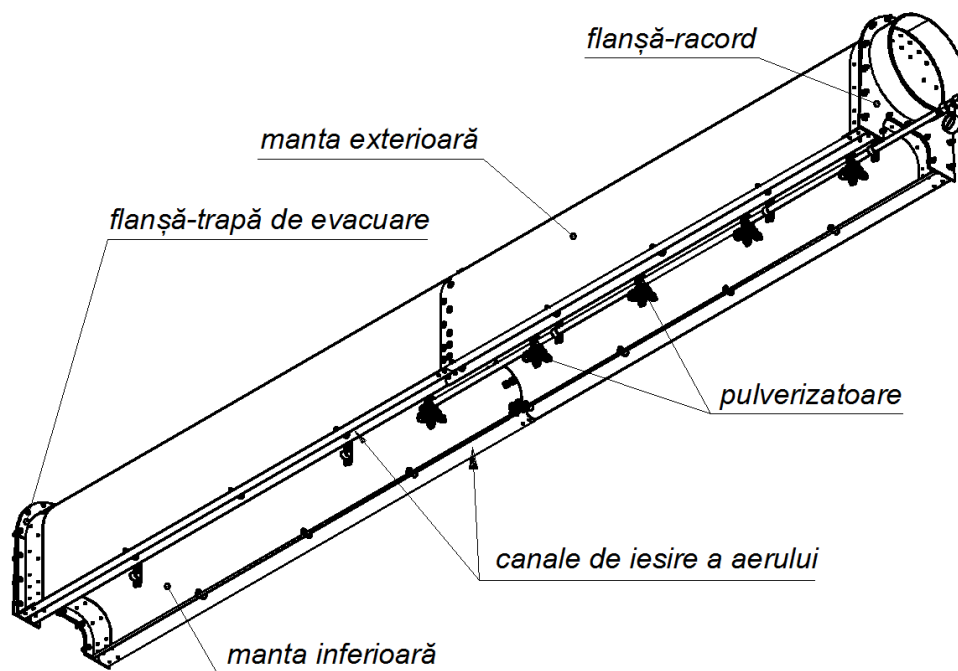 flanșă-racord
manta exterioară
flanșă-trapă de evacuare
pulverizatoare
canale de iesire a aerului
manta inferioară